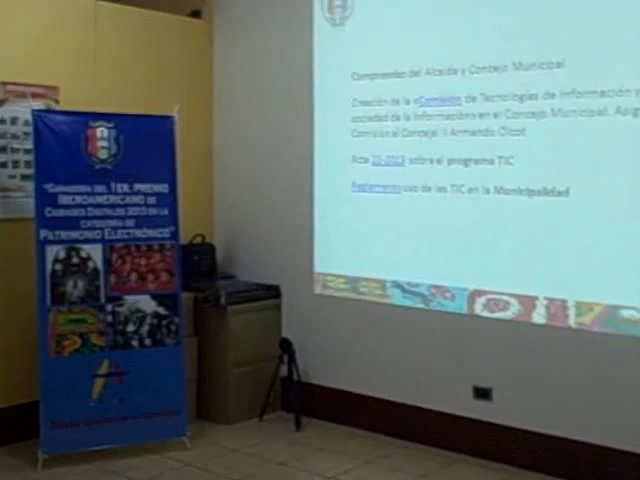 Compromiso del Alcalde y Concejo Municipal
Creación de la «Comisión de Tecnologías de Información y
sociedad de la Información» en el Concejo Municipal. Asig
Comisión al Concejal II Armando Olcot
Acta sobre el programa TIC
Reglamento uso de las TIC en la Municipalidad
"GANADORA DEL 1ER. PREMIO
IBEROAMERICANO DE
CIUDADES DIGITALES 2013 EN LA
CATEGORÍA DE
PATRIMONIO ELECTRÓNICO"